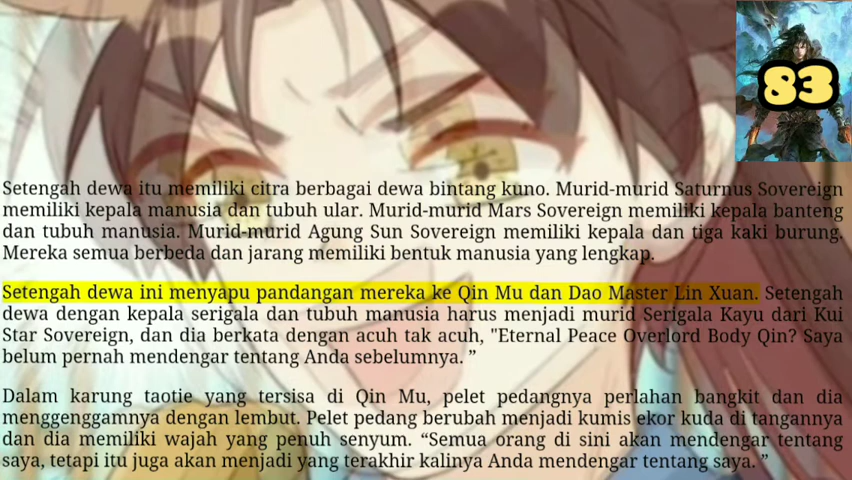 83
Setengah dewa itu memiliki citra berbagai dewa bintang kuno. Murid-murid Saturnus Sovereign
memiliki kepala manusia dan tubuh ular. Murid-murid Mars Sovereign memiliki kepala banteng
dan tubuh manusia. Murid-murid Agung Sun Sovereign memiliki kepala dan tiga kaki burung.
Mereka semua berbeda dan jarang memiliki bentuk manusia yang lengkap.
Setengah dewa ini menyapu pandangan mereka ke Qin Mu dan Dao Master Lin Xuan. Setengah
dewa dengan kepala serigala dan tubuh manusia harus menjadi murid Serigala Kayu dari Kui
Star Sovereign, dan dia berkata dengan acuh tak acuh, "Eternal Peace Overlord Body Qin? Saya
belum pernah mendengar tentang Anda sebelumnya. ”
Dalam karung taotie yang tersisa di Qin Mu, pelet pedangnya perlahan bangkit dan dia
menggenggamnya dengan lembut. Pelet pedang berubah menjadi kumis ekor kuda di tangannya
dan dia memiliki wajah yang penuh senyum. “Semua orang di sini akan mendengar tentang
saya, tetapi itu juga akan menjadi yang terakhir kalinya Anda mendengar tentang saya. ”